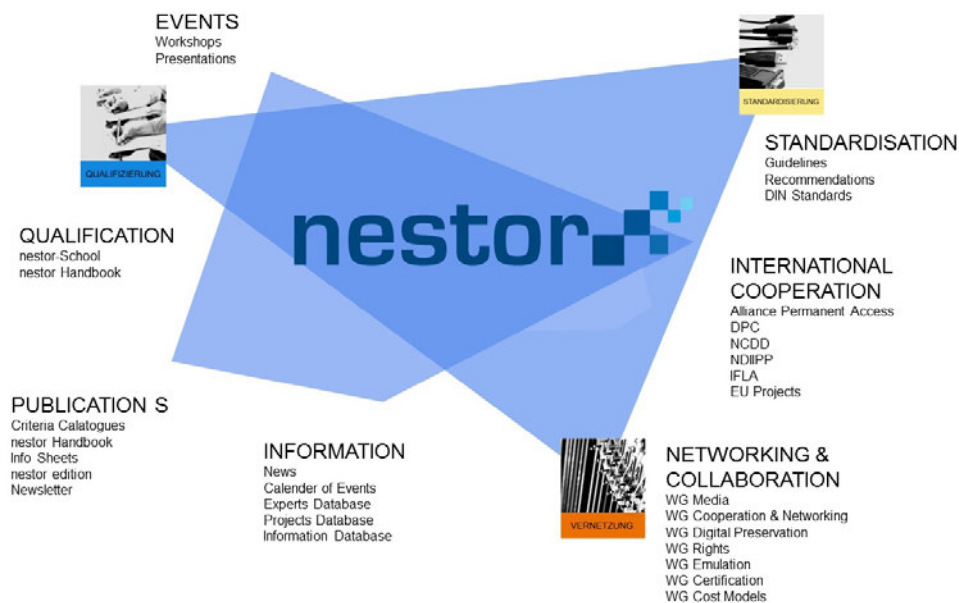 EVENTS
Workshops
Presentations
QUALIFIZIERUNG
STANDARDISIERUNG
STANDARDISATION
Guidelines
Recommendations
DIN Standards
nestor
QUALIFICATION
nestor-School
nestor Handbook
INTERNATIONAL
COOPERATION
Alliance Permanent Access
DPC
NCDD
NDIIPP
IFLA
EU Projects
PUBLICATION S
Criteria Calatogues
nestor Handbook
Info Sheets
nestor edition
Newsletter
INFORMATION
News
Calender of Events
Experts Database
Projects Database
Information Database
VERNETZUNG
NETWORKING &
COLLABORATION
WG Media
WG Cooperation & Networking
WG Digital Preservation
WG Rights
WG Emulation
WG Certification
WG Cost Models